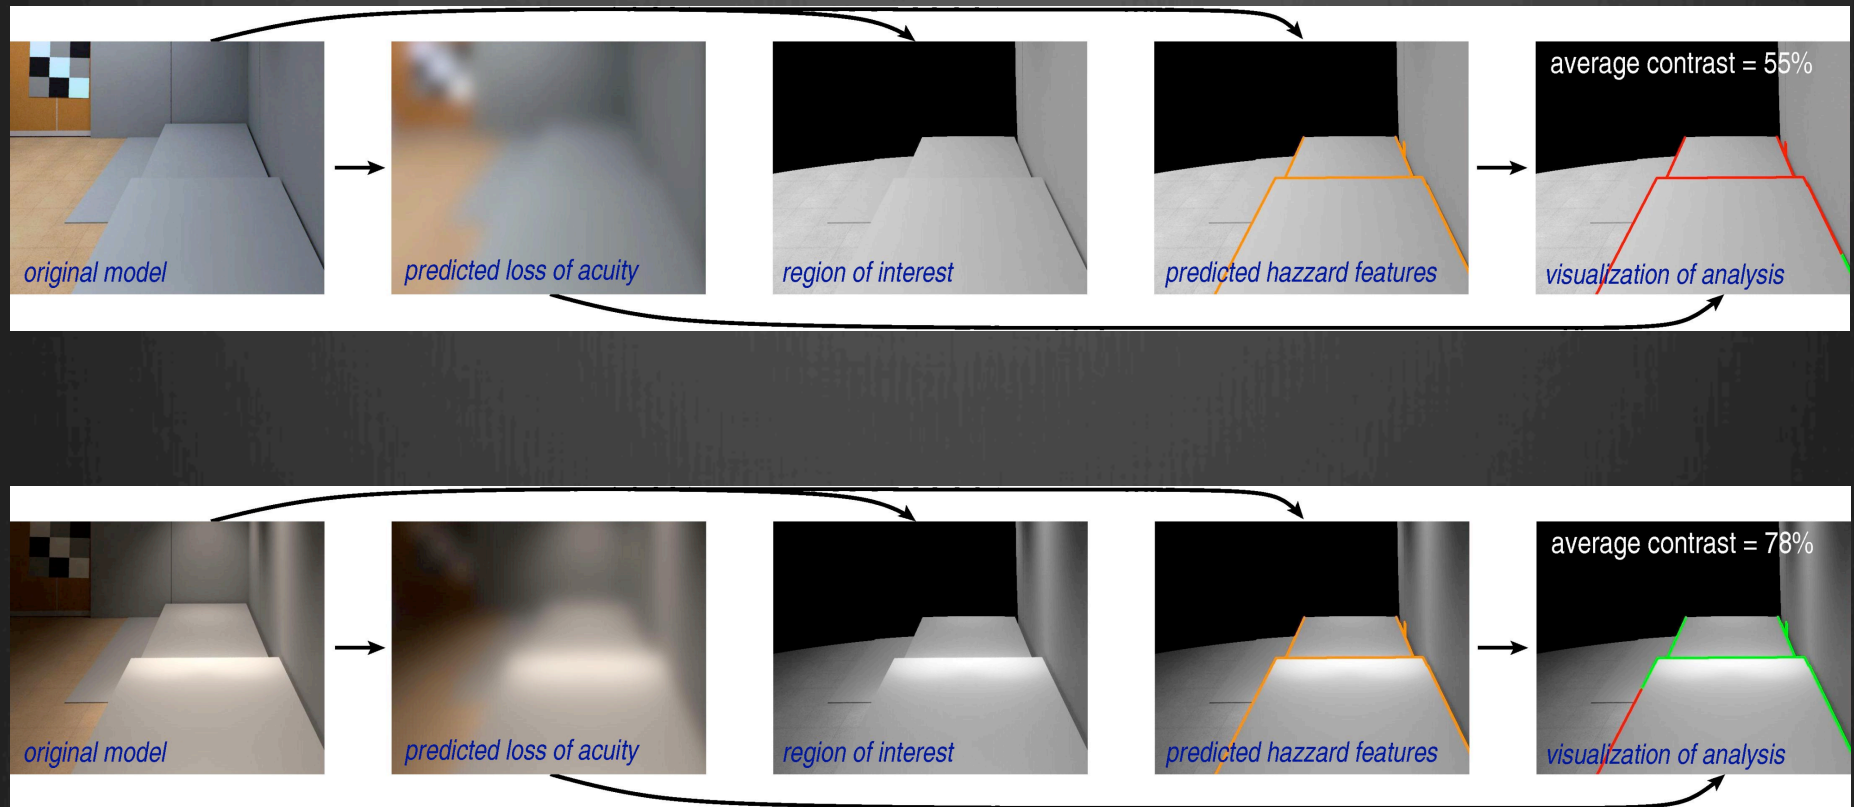 average contrast = 55%
original model
predicted loss of acuity
region of interest
predicted hazzard features
visualization of analysis
average contrast = 78%
original model
predicted loss of acuity
region of interest
predicted hazzard features
visualization of analysis